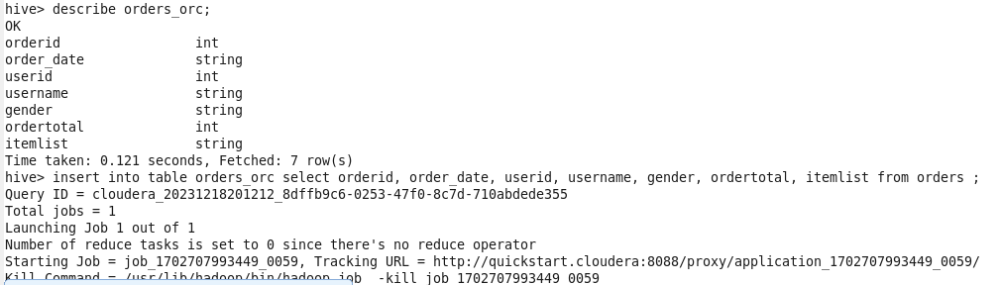 hive> describe orders_orc;
OK
orderid                 int
order_date              string
userid                  int
username                string
gender                  string
ordertotal              int
itemlist                string
Time taken: 0.121 seconds, Fetched: 7 row(s)
hive> insert into table orders_orc select orderid, order_date, userid, username, gender, ordertotal, itemlist from orders ;
Query ID = cloudera_20231218201212_8dffb9c6-0253-47f0-8c7d-710abdede355
Total jobs = 1
Launching Job 1 out of 1
Number of reduce tasks is set to 0 since there's no reduce operator
Starting Job = job_1702707993449_0059, Tracking URL = http://quickstart.cloudera:8088/proxy/application_1702707993449_0059/
Kill Command = /usr/lib/hadoop/bin/hadoop job  -kill job_1702707993449_0059